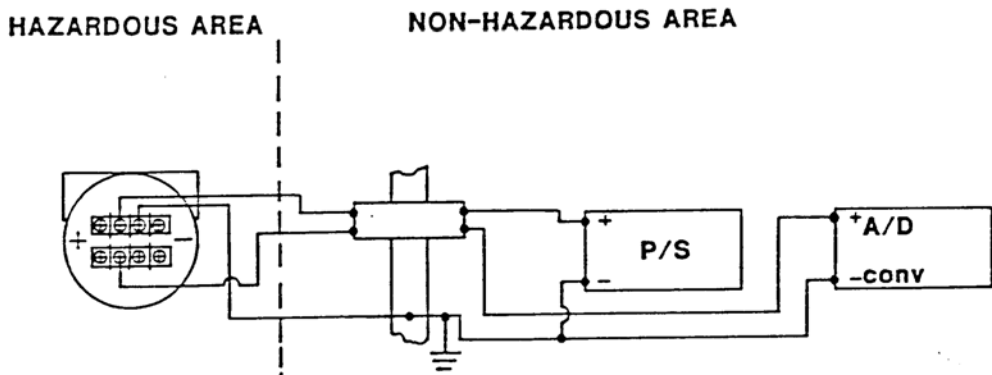 HAZARDOUS AREA
NON-HAZARDOUS AREA
+ −
+
P/S
-
+A/D
-conv